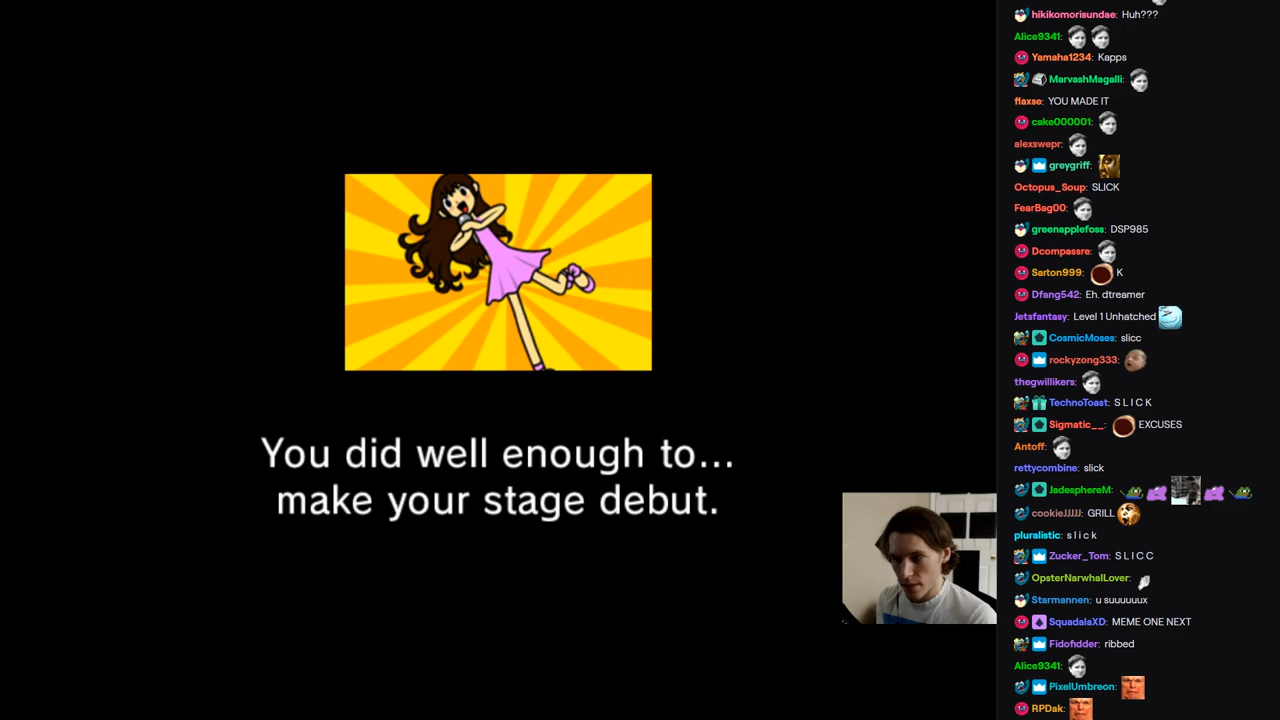 You did well enough to...
make your stage debut.
hikikomorisundae: Huh???
Alice9341:
Yamaha1234: Kapps
MarvashMagalli:
flaxse: YOU MADE IT
cake000001:
alexswepr:
greygriff:
Octopus_Soup: SLICK
FearBag00:
greenapplefoss: DSP985
Dcompassre:
Sarton999: K
Dfang542: Eh. dtreamer
Jetsfantasy: Level 1 Unhatched
CosmicMoses: slicc
rockyzong333:
thegwillikers:
TechnoToast: S L I C K
Sigmatic__: EXCUSES
Antoff:
rettycombine: slick
JadesphereM:
cookieJJJJJ: GRILL
pluralistic: s l i c k
Zucker_Tom: S L I C C
OpsterNarwhalLover:
Starmannen: u suuuuuux
SquadalaXD: MEME ONE NEXT
Fidofidder: ribbed
Alice9341:
PixelUmbreon:
RPDak: